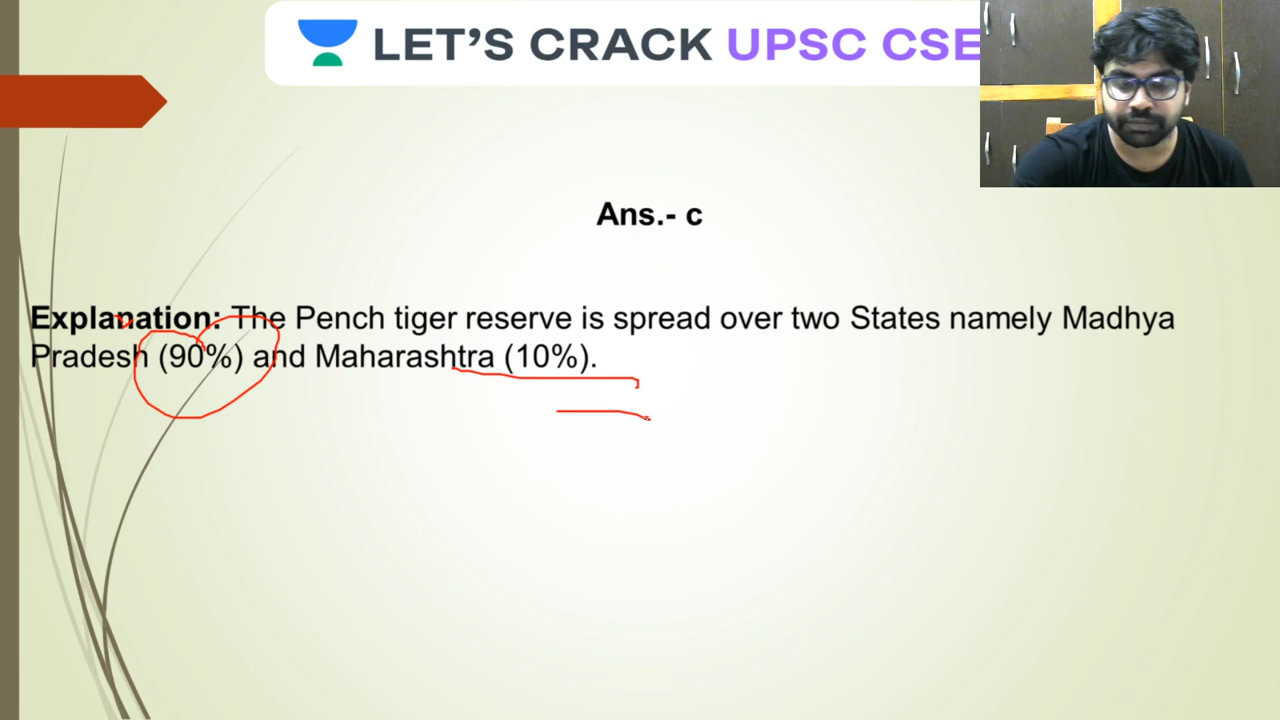 LET'S CRACK UPSC CSE
Ans.- c
Explanation: The Pench tiger reserve is spread over two States namely Madhya
Pradesh (90%) and Maharashtra (10%).